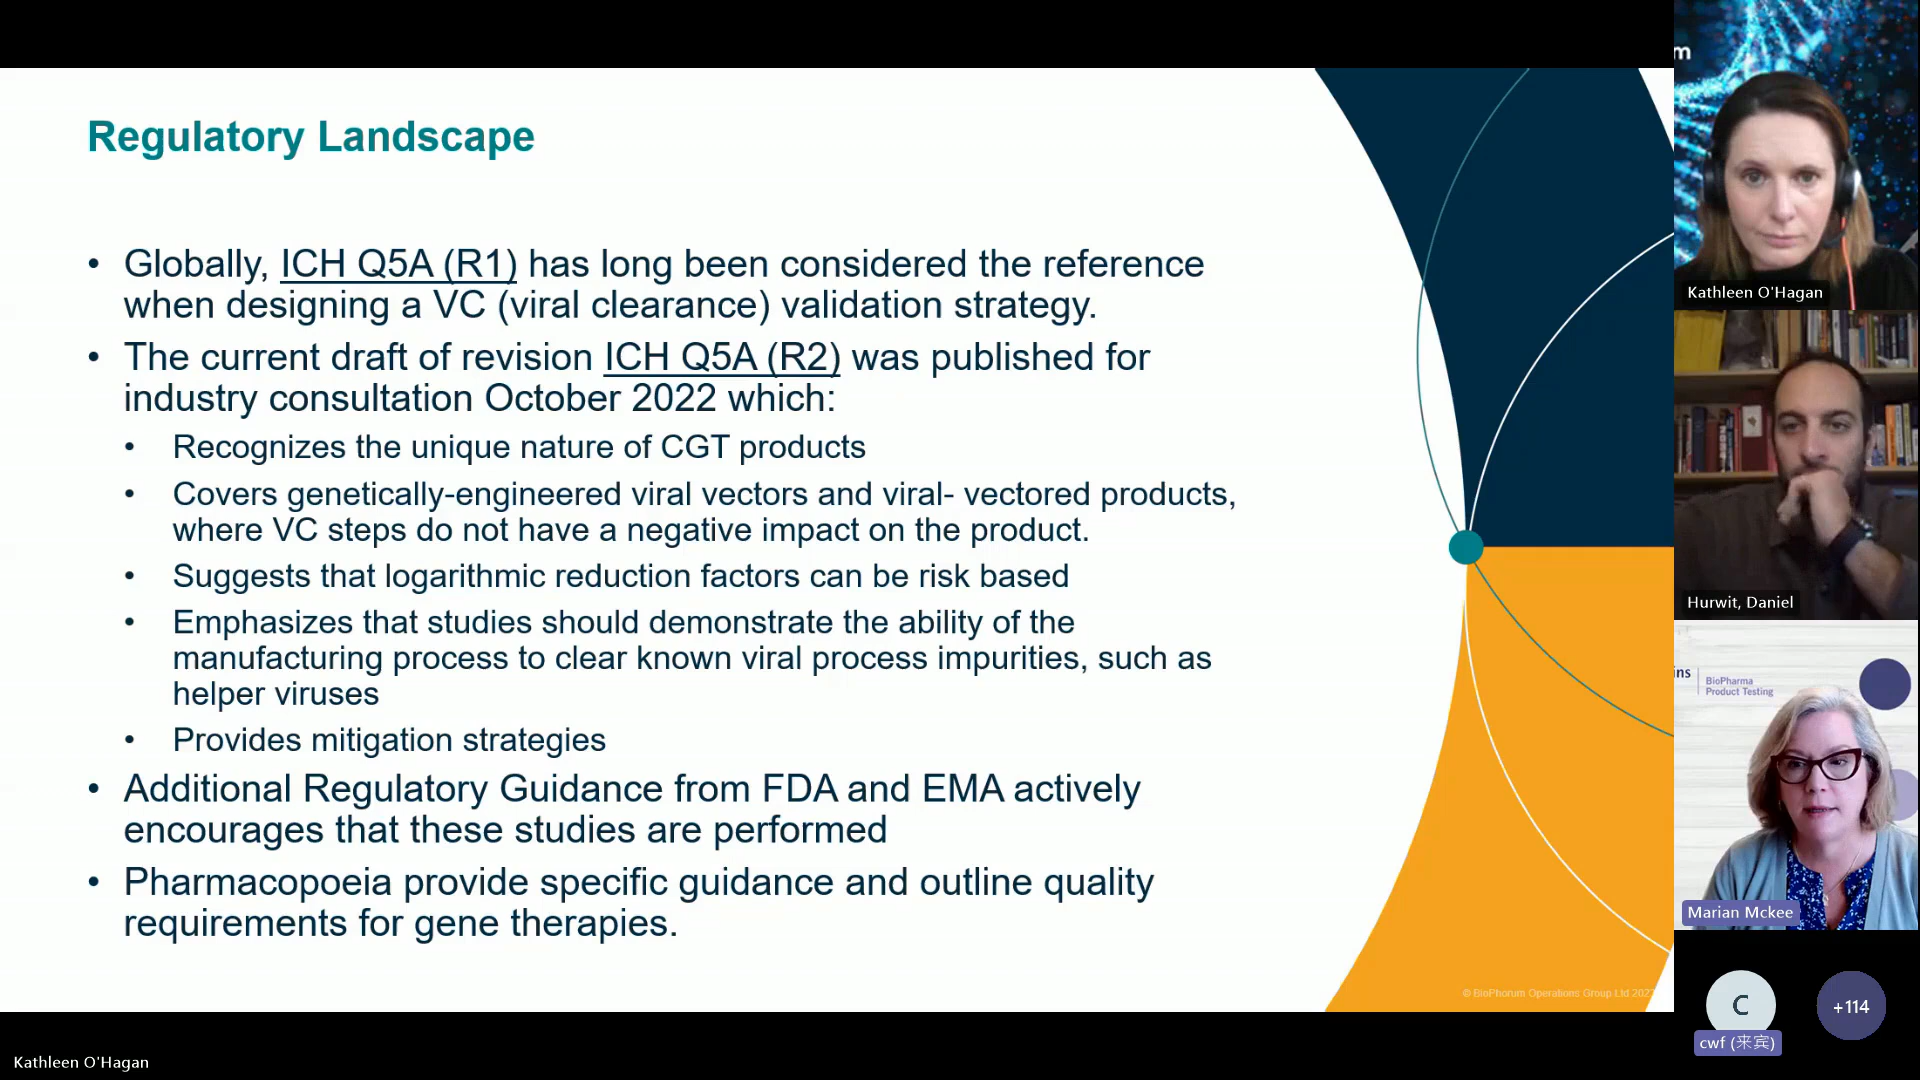 Regulatory Landscape
• Globally, ICH Q5A (R1) has long been considered the reference
when designing a VC (viral clearance) validation strategy.
• The current draft of revision ICH Q5A (R2) was published for
industry consultation October 2022 which:
• Recognizes the unique nature of CGT products
• Covers genetically-engineered viral vectors and viral- vectored products,
where VC steps do not have a negative impact on the product.
• Suggests that logarithmic reduction factors can be risk based
• Emphasizes that studies should demonstrate the ability of the
manufacturing process to clear known viral process impurities, such as
helper viruses
• Provides mitigation strategies
• Additional Regulatory Guidance from FDA and EMA actively
encourages that these studies are performed
• Pharmacopoeia provide specific guidance and outline quality
requirements for gene therapies.
© BioPhorum Operations Group Ltd
m
Kathleen O'Hagan
Hurwit, Daniel
ins
BioPharma
Product Testing
Marian Mckee
C
+114
cwf (来宾)
Kathleen O'Hagan